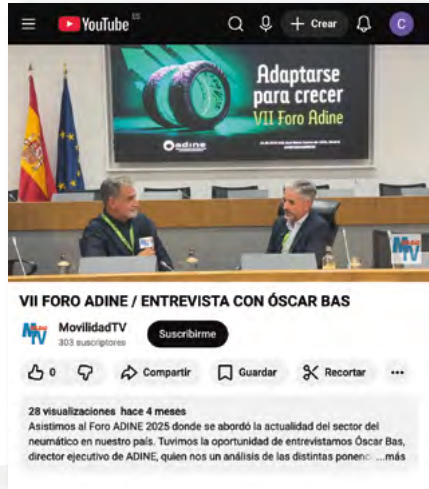 YouTube ES
Crear
C
Adaptarse
para crecer
VII Foro Adine
adine
TV
VII FORO ADINE / ENTREVISTA CON ÓSCAR BAS
MovilidadTV
303 suscriptores
Suscribirme
0
Compartir
Guardar
Recortar
28 visualizaciones hace 4 meses
Asistimos al Foro ADINE 2025 donde se abordó la actualidad del sector del
neumático en nuestro país. Tuvimos la oportunidad de entrevistamos Óscar Bas,
director ejecutivo de ADINE, quien nos un análisis de las distintas ponenc ...más